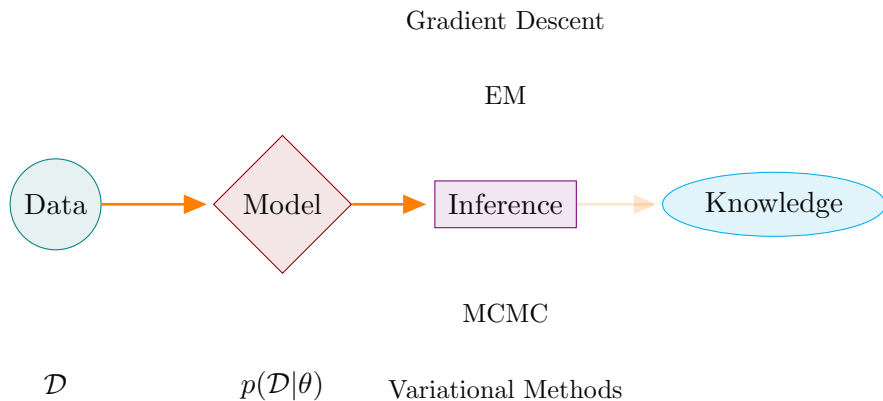 Gradient Descent
EM
Data
Model
Inference
Knowledge
MCMC
𝒟
p(𝒟|θ)
Variational Methods